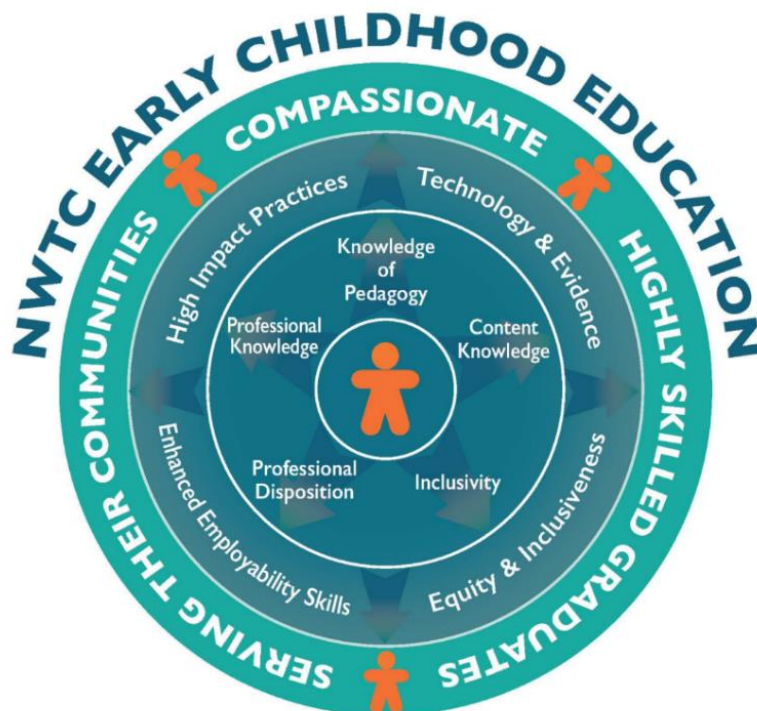 NWTC EARLY CHILDHOOD EDUCATION
COMPASSIONATE
HIGHLY SKILLED GRADUATES
SERVING THEIR COMMUNITIES
High Impact Practices
Technology & Evidence
Equity & Inclusiveness
Enhanced Employability Skills
Knowledge
of
Pedagogy
Professional
Knowledge
Content
Knowledge
Professional
Disposition
Inclusivity